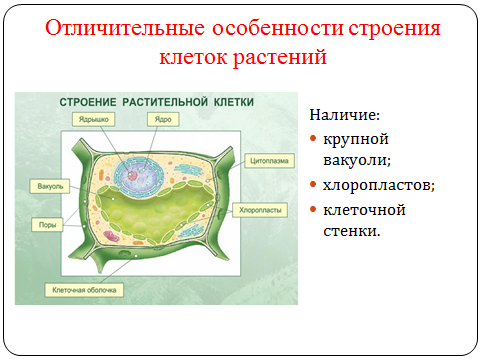 Отличительные особенности строения
клеток растений
СТРОЕНИЕ РАСТИТЕЛЬНОЙ КЛЕТКИ
Ядрышко
Ядро
Цитоплазма
Вакуоль
Хлоропласты
Поры
Клеточная оболочка
Наличие:
• крупной
вакуоли;
• хлоропластов;
• клеточной
стенки.